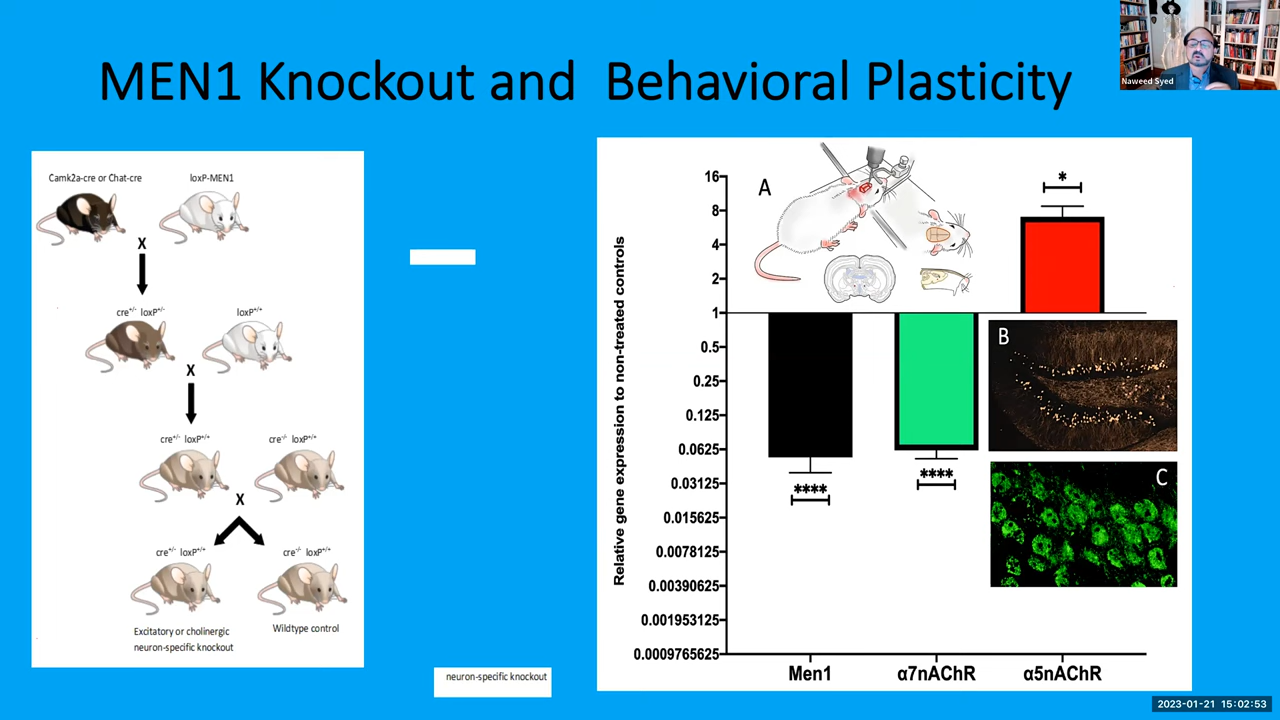 MEN1 Knockout and Behavioral Plasticity
Naweed Syed
Camk2a-cre or Chat-cre
loxP-MEN1
X
cre+/- loxP+/-
loxP+/+
X
cre+/- loxP+/+
cre-/- loxP+/+
X
cre+/- loxP+/+
cre-/- loxP+/+
Excitatory or cholinergic
neuron-specific knockout
Wildtype control
neuron-specific knockout
Relative gene expression to non-treated controls
A
16
8
4
2
1
0.5
0.25
0.125
0.0625
0.03125
0.015625
0.0078125
0.00390625
0.001953125
0.0009765625
*
****
****
B
C
Men1
α7nAChR
α5nAChR
2023-01-21 15:02:53